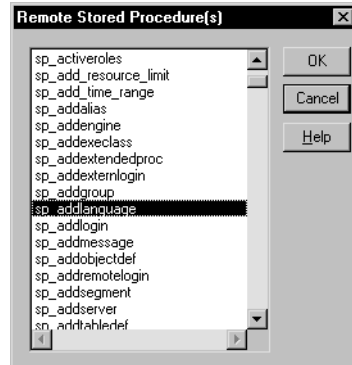 Remote Stored Procedure(s)
sp_activeroles
sp_add_resource_limit
sp_add_time_range
sp_addalias
sp_addengine
sp_addexeclass
sp_addextendedproc
sp_addexternlogin
sp_addgroup
sp_addlanguage
sp_addlogin
sp_addmessage
sp_addobjectdef
sp_addremotelogin
sp_addsegment
sp_addserver
sp_addtabledef
OK
Cancel
Help